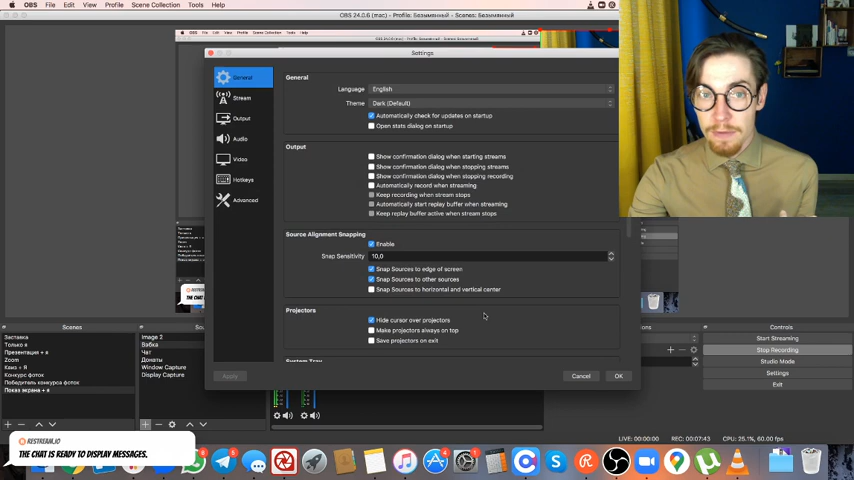 OBS File Edit View Profile Scene Collection Tools Help
OBS 24.0.6 (mac) - Profile: Безымянный - Scenes: Безымянный
Settings
General
Stream
Output
Audio
Video
Hotkeys
Advanced
General
Language English
Theme Dark (Default)
Automatically check for updates on startup
Open stats dialog on startup
Output
Show confirmation dialog when starting streams
Show confirmation dialog when stopping streams
Show confirmation dialog when stopping recording
Automatically record when streaming
Keep recording when stream stops
Automatically start replay buffer when streaming
Keep replay buffer active when stream stops
Source Alignment Snapping
Enable
Snap Sensitivity 10,0
Snap Sources to edge of screen
Snap Sources to other sources
Snap Sources to horizontal and vertical center
Projectors
Hide cursor over projectors
Make projectors always on top
Save projectors on exit
System Tray
Apply
Cancel
OK
Scenes
Заставка
Только Я
Презентация + я
Zoom
Кейс + Я
Конкурс фоток
Победитель конкурса фоток
Показ экрана + я
Image 2
Вебка
Чат
Донаты
Window Capture
Display Capture
Controls
Start Streaming
Stop Recording
Studio Mode
Settings
Exit
LIVE: 00:00:00 REC: 00:07:43 CPU: 25.1%, 60.00 fps
RESTREAM.IO
THE CHAT IS READY TO DISPLAY MESSAGES.